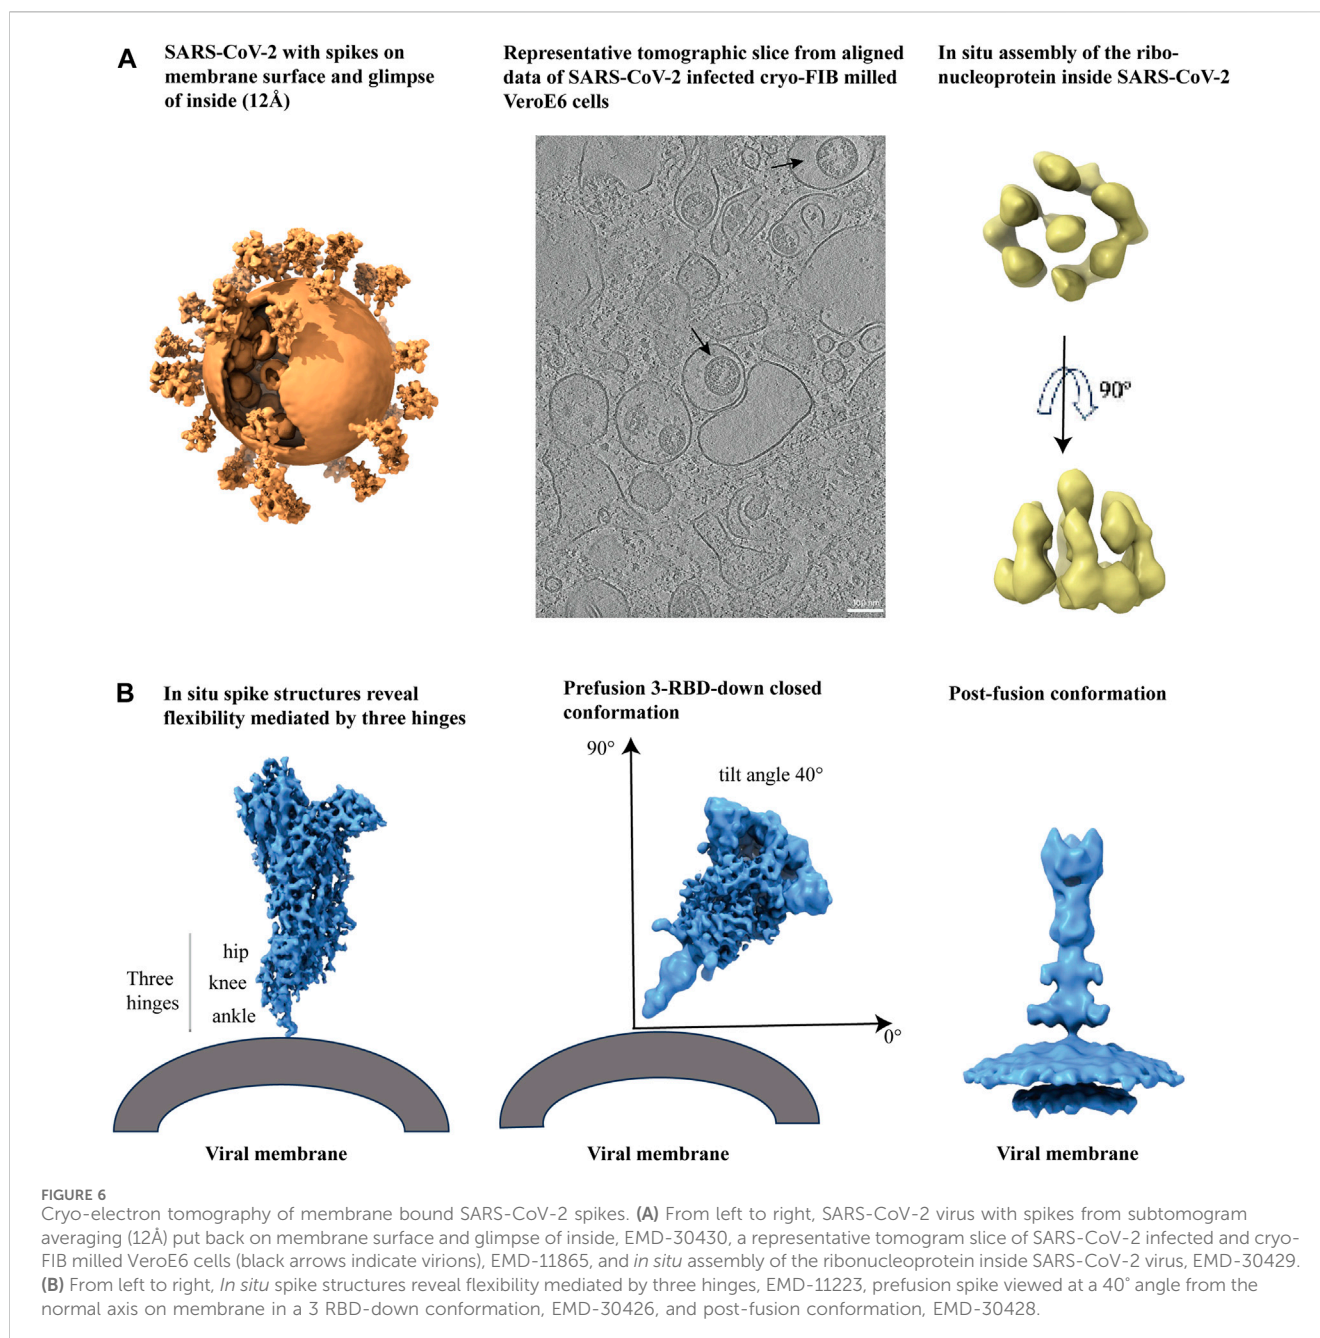 A
SARS-CoV-2 with spikes on
membrane surface and glimpse
of inside (12Å)
Representative tomographic slice from aligned
data of SARS-CoV-2 infected cryo-FIB milled
VeroE6 cells
In situ assembly of the ribo-
nucleoprotein inside SARS-CoV-2
100 nm
90°
B
In situ spike structures reveal
flexibility mediated by three hinges
Prefusion 3-RBD-down closed
conformation
Post-fusion conformation
90°
tilt angle 40°
0°
Three
hinges
hip
knee
ankle
Viral membrane
Viral membrane
Viral membrane
FIGURE 6
Cryo-electron tomography of membrane bound SARS-CoV-2 spikes. (A) From left to right, SARS-CoV-2 virus with spikes from subtomogram
averaging (12Å) put back on membrane surface and glimpse of inside, EMD-30430, a representative tomogram slice of SARS-CoV-2 infected and cryo-
FIB milled VeroE6 cells (black arrows indicate virions), EMD-11865, and in situ assembly of the ribonucleoprotein inside SARS-CoV-2 virus, EMD-30429.
(B) From left to right, In situ spike structures reveal flexibility mediated by three hinges, EMD-11223, prefusion spike viewed at a 40° angle from the
normal axis on membrane in a 3 RBD-down conformation, EMD-30426, and post-fusion conformation, EMD-30428.